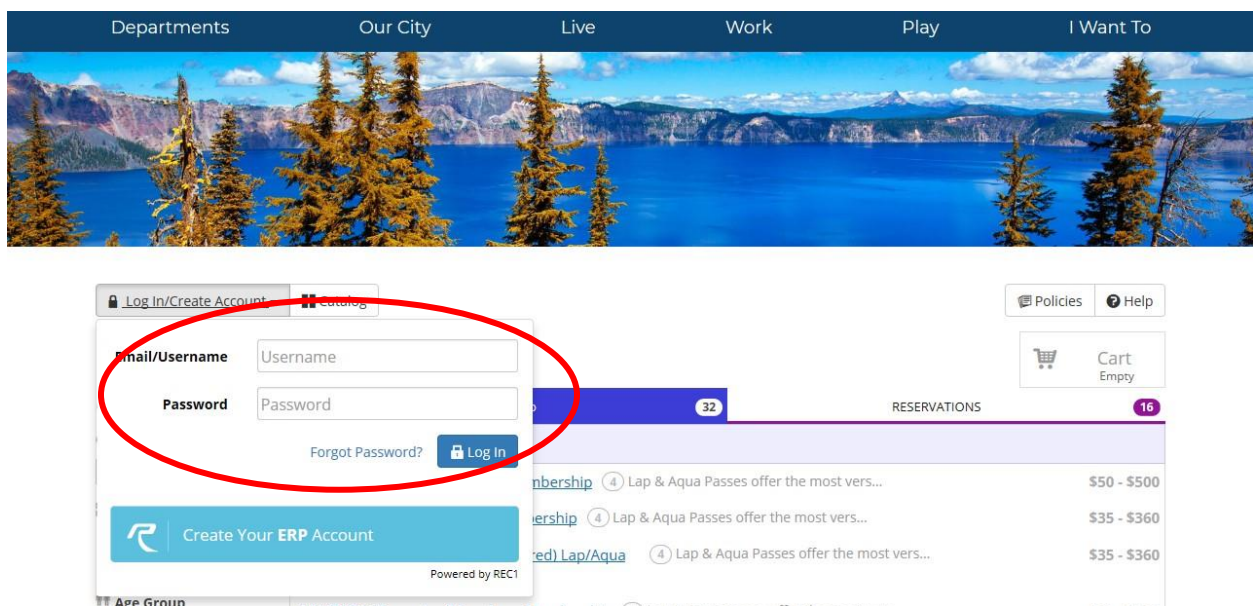 Departments Our City Live Work Play I Want To
Log In/Create Account Catalog Policies Help
Email/Username Username
Cart
Empty
Password Password
32 RESERVATIONS 16
Forgot Password? Log In
(4) Lap & Aqua Passes offer the most vers... $50 - $500
(4) Lap & Aqua Passes offer the most vers... $35 - $360
Create Your ERP Account
red) Lap/Aqua (4) Lap & Aqua Passes offer the most vers... $35 - $360
Powered by REC1
Age Group